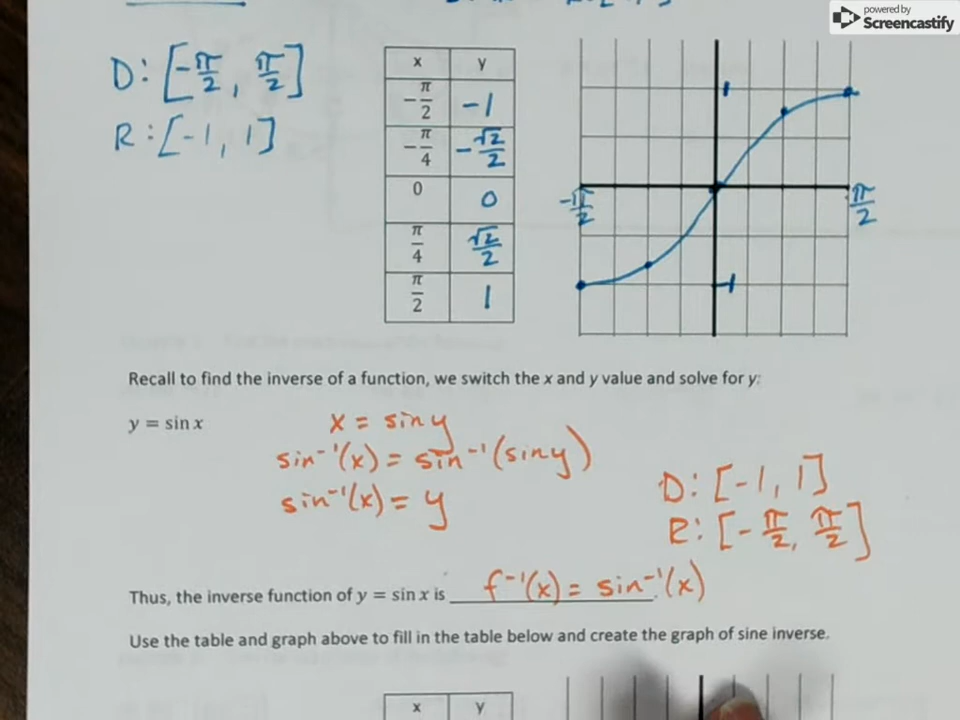 powered by
Screencastify
D: [-π/2, π/2]
R: [-1, 1]
x y
-π/2 -1
-π/4 -√2/2
0 0
π/4 √2/2
π/2 1
1
-π/2 π/2
-1
Recall to find the inverse of a function, we switch the x and y value and solve for y:
y = sin x x = sin y
sin⁻¹(x) = sin⁻¹(sin y)
sin⁻¹(x) = y
D: [-1, 1]
R: [-π/2, π/2]
Thus, the inverse function of y = sin x is f⁻¹(x) = sin⁻¹(x).
Use the table and graph above to fill in the table below and create the graph of sine inverse.
x y